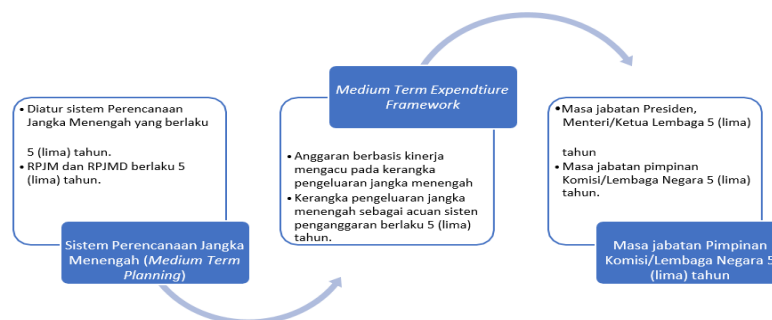 • Diatur sistem Perencanaan
Jangka Menengah yang berlaku
5 (lima) tahun.
• RPJM dan RPJMD berlaku 5
(lima) tahun.
Sistem Perencanaan Jangka
Menengah (Medium Term
Planning)
Medium Term Expendtiure
Framework
• Anggaran berbasis kinerja
mengacu pada kerangka
pengeluaran jangka menengah
• Kerangka pengeluaran jangka
menengah sebagai acuan sisten
penganggaran berlaku 5 (lima)
tahun.
•Masa jabatan Presiden,
Menteri/Ketua Lembaga 5 (lima)
tahun
• Masa jabatan pimpinan
Komisi/Lembaga Negara 5 (lima)
tahun.
Masa jabatan Pimpinan
Komisi/Lembaga Negara 5
(lima) tahun